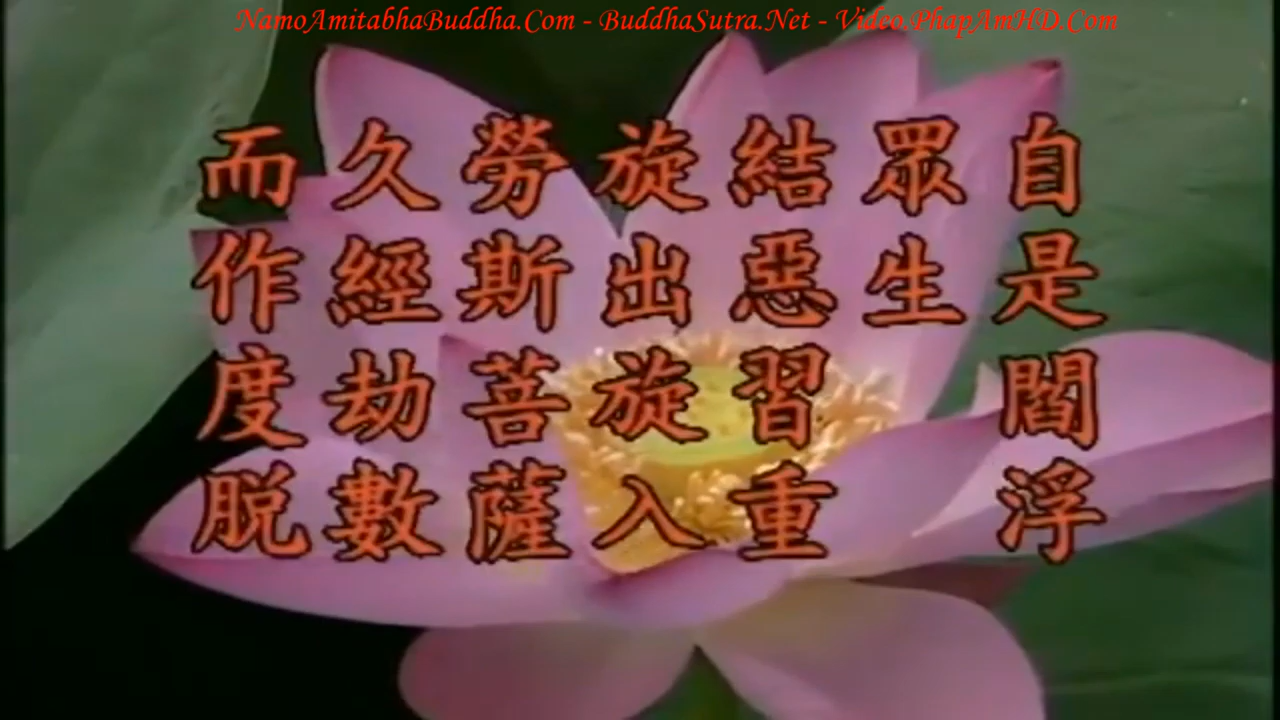 NamoAmitabhaBuddha.Com - BuddhaSutra.Net - Video.PhapAmHD.Com
自是閻浮
眾生
結惡習重
旋出旋入
勞斯菩薩
久經劫數
而作度脱